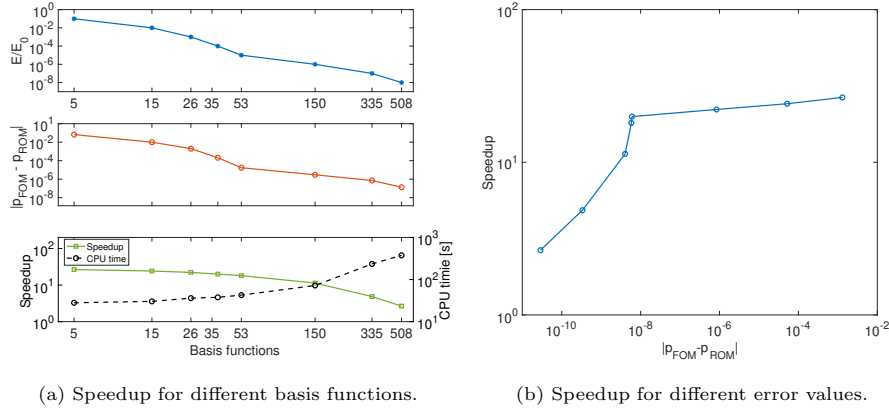 10^0
10^-2
10^-4
10^-6
10^-8
E/E_0
5 15 26 35 53 150 335 508
10^1
10^-2
10^-4
10^-6
10^-8
|p_FOM - p_ROM|
10^2
10^1
10^0
Speedup
Speedup
CPU time
10^3
10^2
10^1
CPU timie [s]
5 15 26 35 53 150 335 508
Basis functions
(a) Speedup for different basis functions.
10^2
10^1
10^0
Speedup
10^-10 10^-8 10^-6 10^-4 10^-2
|p_FOM-p_ROM|
(b) Speedup for different error values.